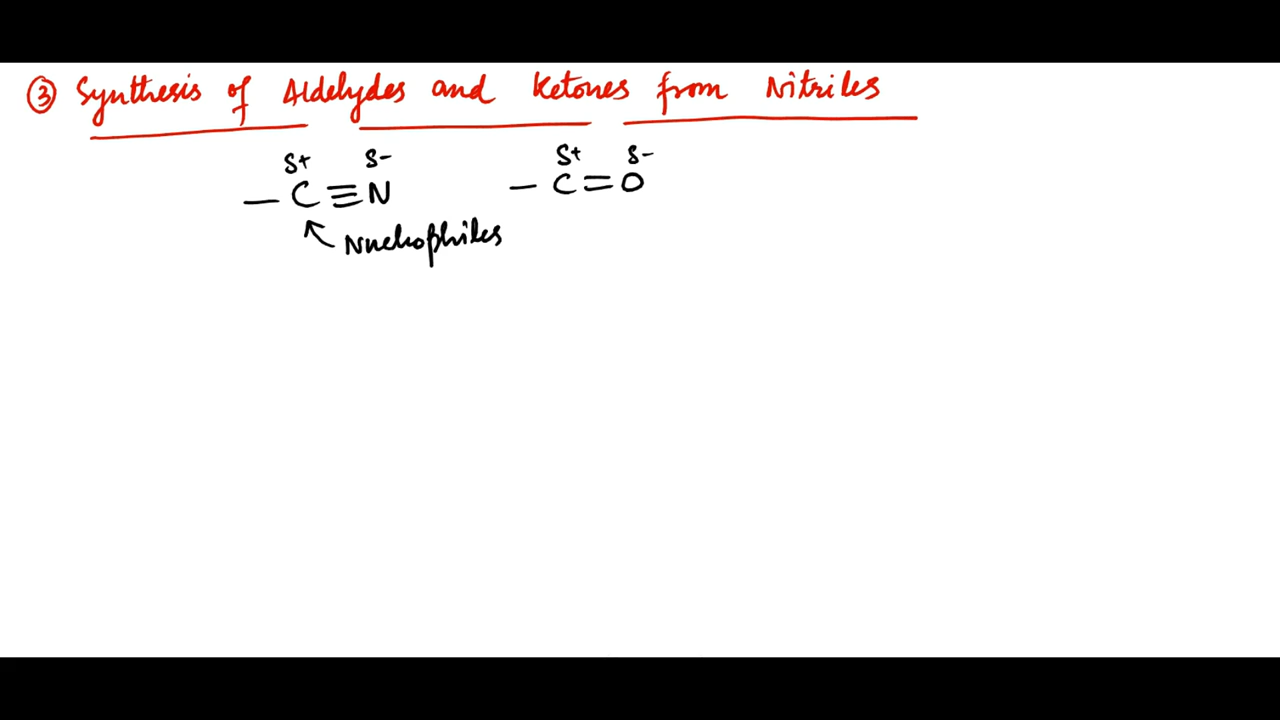 ③ Synthesis of Aldehydes and Ketones from Nitriles
δ+ δ- δ+ δ-
— C ≡ N — C = O
Nucleophiles